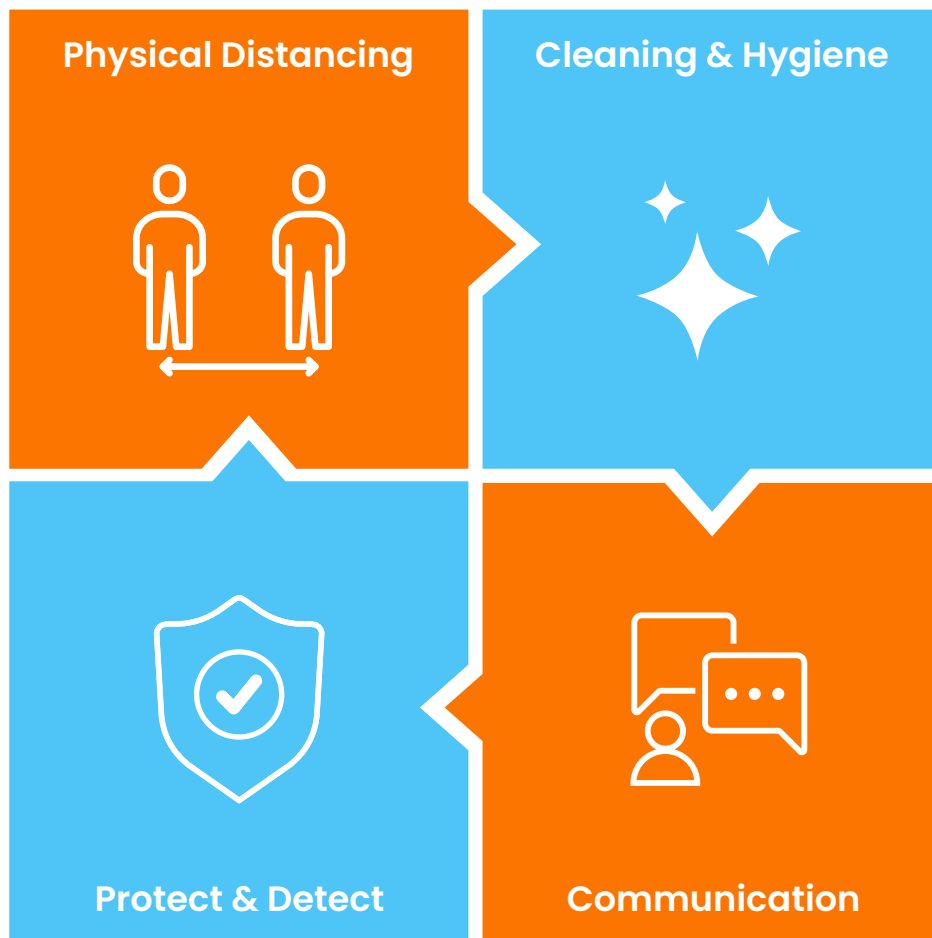 Physical Distancing
Cleaning & Hygiene
Protect & Detect
Communication